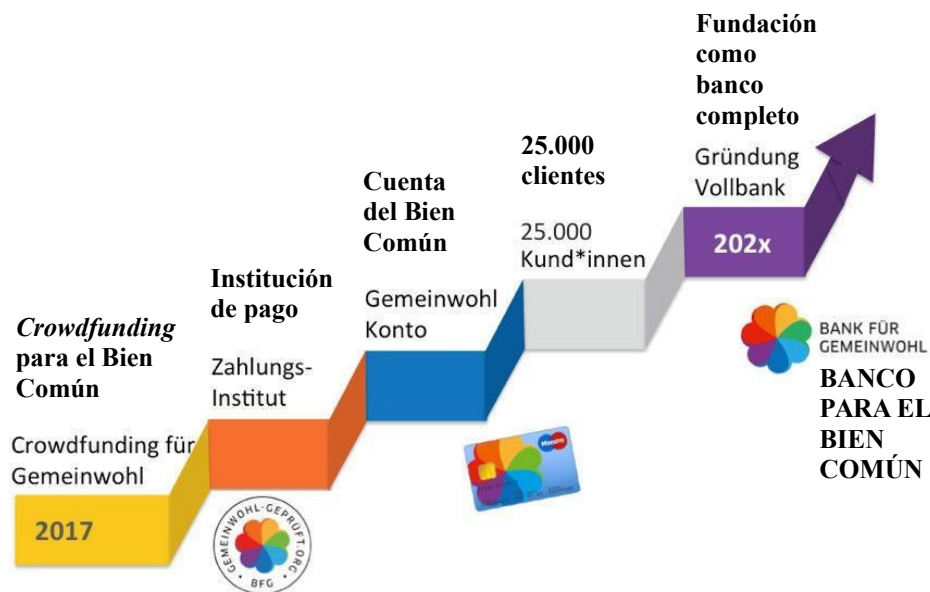 Crowdfunding
para el Bien
Común
Crowdfunding für
Gemeinwohl
2017
Institución
de pago
Zahlungs-
Institut
GEMEINWOHL-GEPRÜFT.ORG
• BFG •
Cuenta
del Bien
Común
Gemeinwohl
Konto
Maestro
25.000
clientes
25.000
Kund*innen
Fundación
como
banco
completo
Gründung
Vollbank
202x
BANK FÜR
GEMEINWOHL
BANCO
PARA EL
BIEN
COMÚN